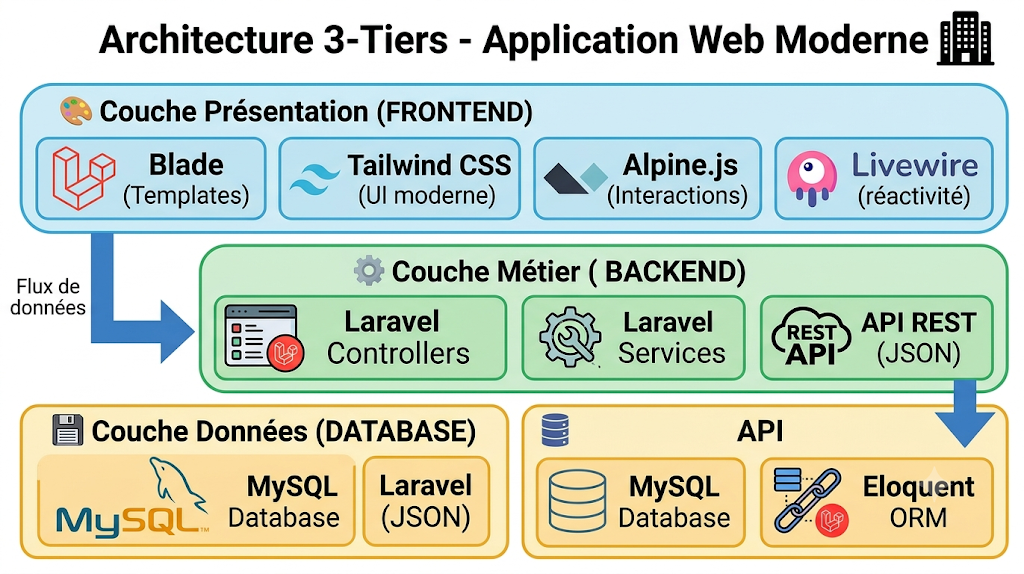 Architecture 3-Tiers - Application Web Moderne
Couche Présentation (FRONTEND)
Blade
(Templates)
Tailwind CSS
(UI moderne)
Alpine.js
(Interactions)
Livewire
(réactivité)
Flux de
données
Couche Métier ( BACKEND)
Laravel
Controllers
Laravel
Services
REST
API
API REST
(JSON)
Couche Données (DATABASE)
MySQL™
MySQL
Database
Laravel
(JSON)
API
MySQL
Database
Eloquent
ORM